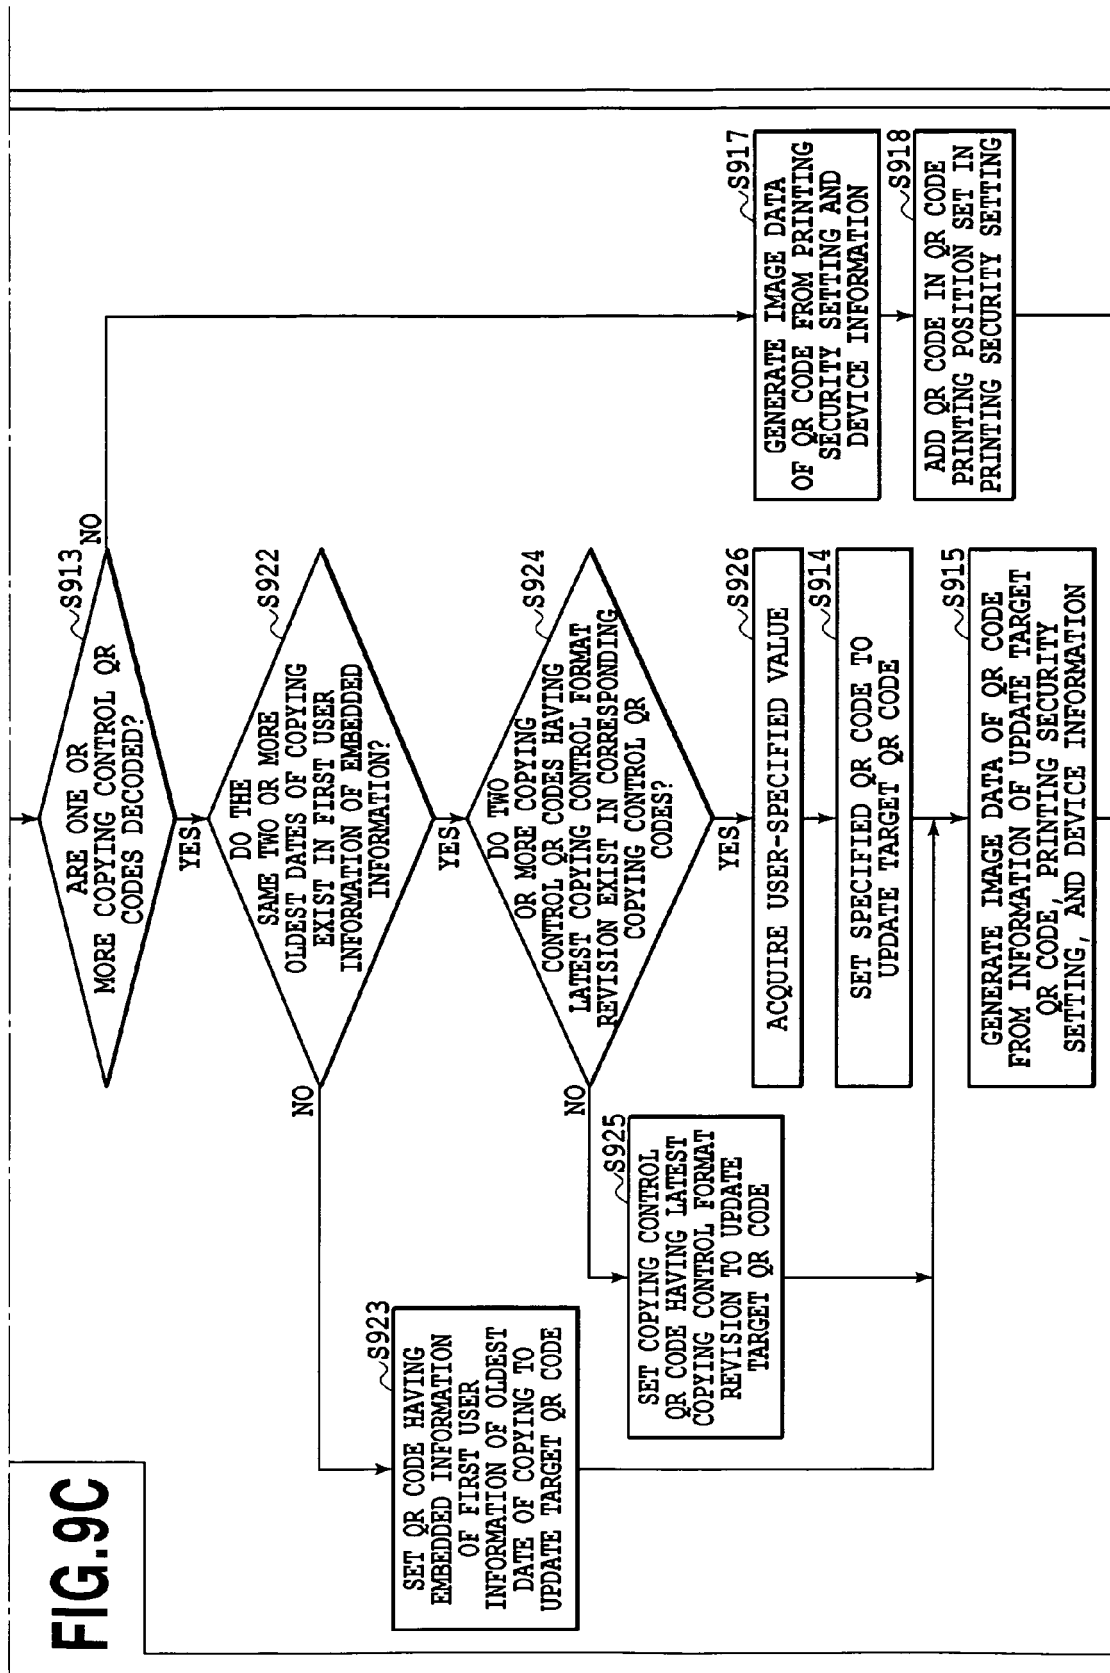 FIG.9C
S913
ARE ONE OR
MORE COPYING CONTROL QR
CODES DECODED?
NO
YES
S922
DO THE
SAME TWO OR MORE
OLDEST DATES OF COPYING
EXIST IN FIRST USER
INFORMATION OF EMBEDDED
INFORMATION?
NO
YES
S923
SET QR CODE HAVING
EMBEDDED INFORMATION
OF FIRST USER
INFORMATION OF OLDEST
DATE OF COPYING TO
UPDATE TARGET QR CODE
S924
DO TWO
OR MORE COPYING
CONTROL QR CODES HAVING
LATEST COPYING CONTROL FORMAT
REVISION EXIST IN CORRESPONDING
COPYING CONTROL QR
CODES?
NO
YES
S925
SET COPYING CONTROL
QR CODE HAVING LATEST
COPYING CONTROL FORMAT
REVISION TO UPDATE
TARGET QR CODE
S926
ACQUIRE USER-SPECIFIED VALUE
S914
SET SPECIFIED QR CODE TO
UPDATE TARGET QR CODE
S915
GENERATE IMAGE DATA OF QR CODE
FROM INFORMATION OF UPDATE TARGET
QR CODE, PRINTING SECURITY
SETTING, AND DEVICE INFORMATION
S917
GENERATE IMAGE DATA
OF QR CODE FROM PRINTING
SECURITY SETTING AND
DEVICE INFORMATION
S918
ADD QR CODE IN QR CODE
PRINTING POSITION SET IN
PRINTING SECURITY SETTING